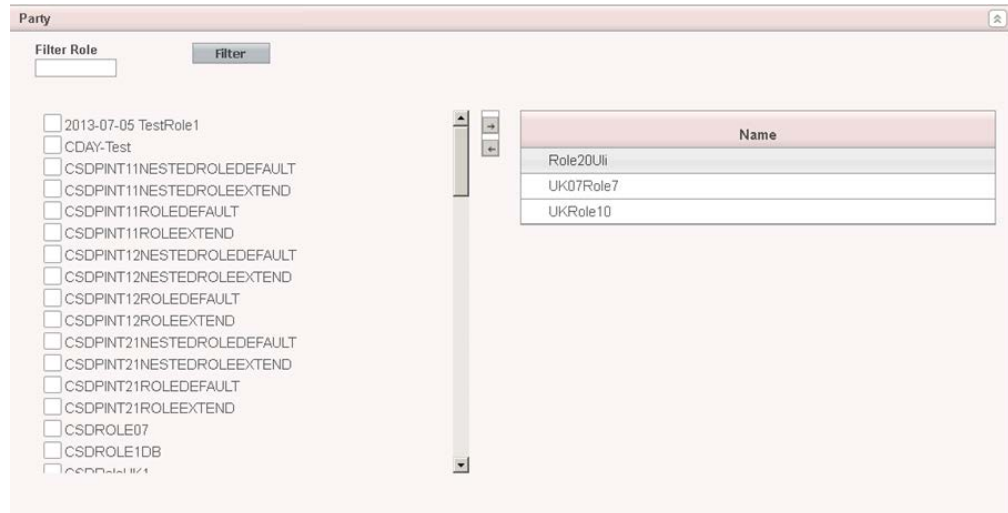 Party
Filter Role
Filter
2013-07-05 TestRole1
CDAY-Test
CSDPINT11NESTEDROLEDEFAULT
CSDPINT11NESTEDROLEEXTEND
CSDPINT11ROLEDEFAULT
CSDPINT11ROLEEXTEND
CSDPINT12NESTEDROLEDEFAULT
CSDPINT12NESTEDROLEEXTEND
CSDPINT12ROLEDEFAULT
CSDPINT12ROLEEXTEND
CSDPINT21NESTEDROLEDEFAULT
CSDPINT21NESTEDROLEEXTEND
CSDPINT21ROLEDEFAULT
CSDPINT21ROLEEXTEND
CSDROLE07
CSDROLE1DB
Name
Role20Uli
UK07Role7
UKRole10